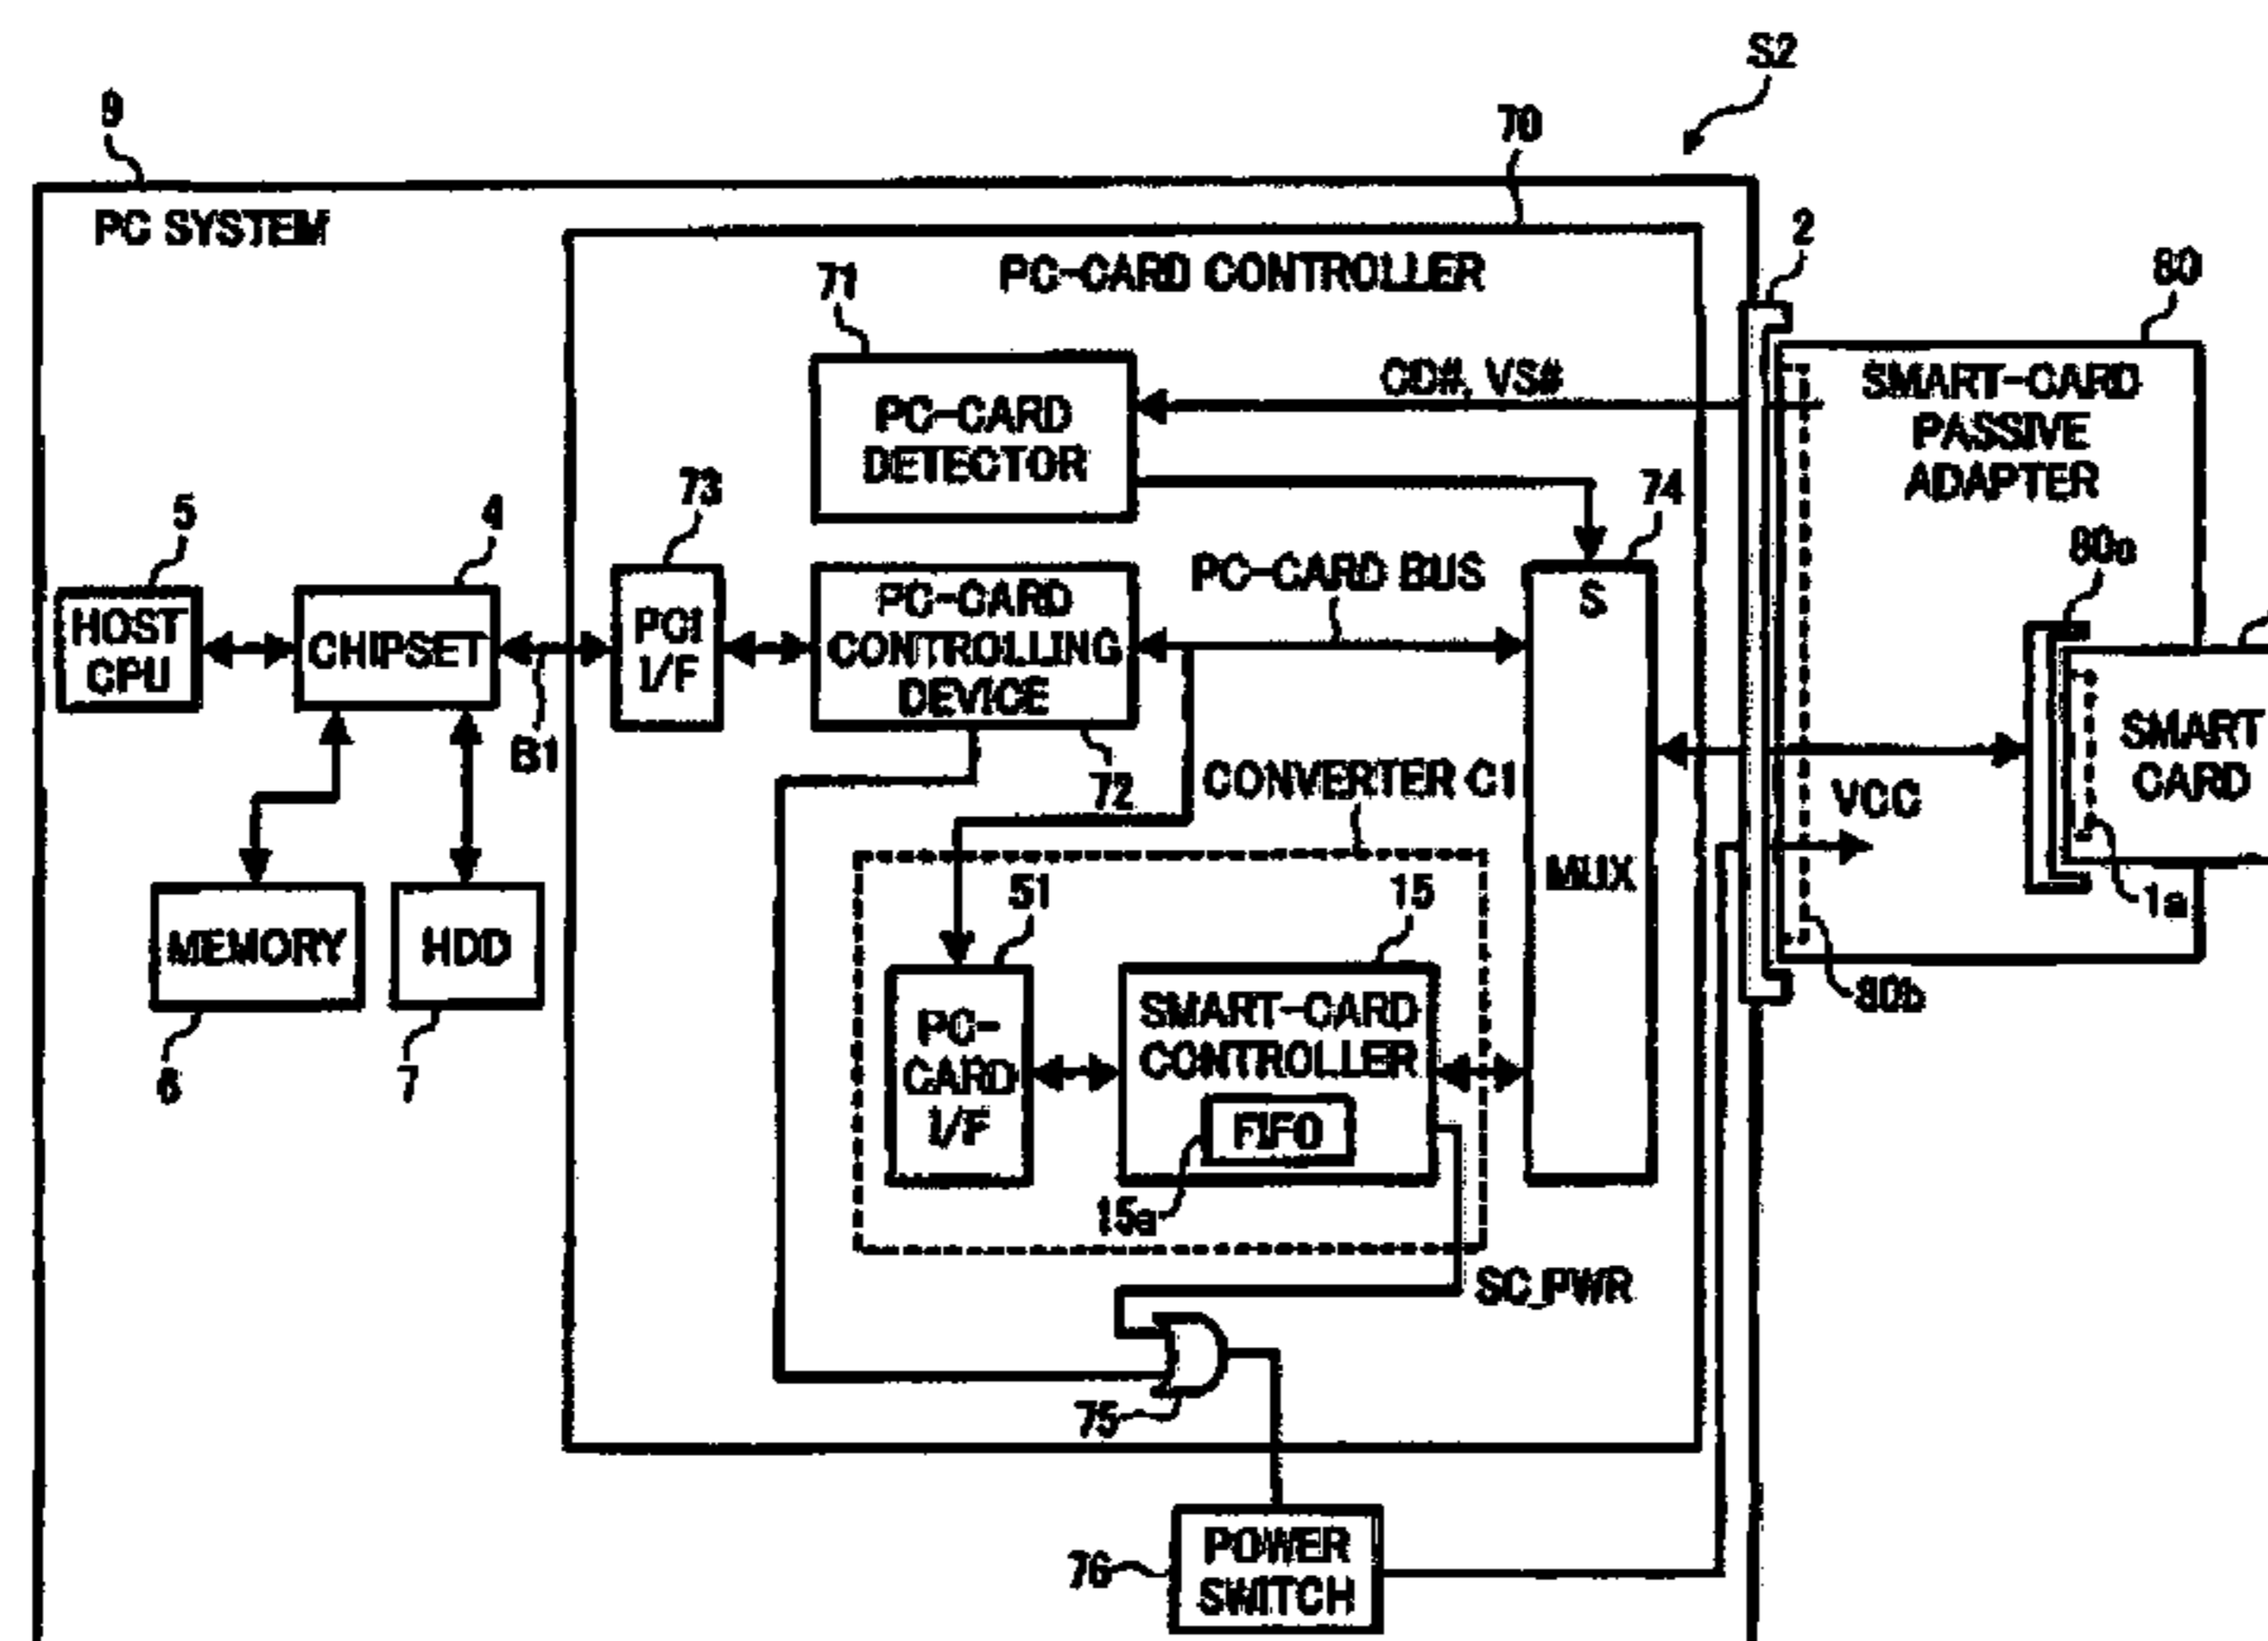 S2
9
70
PC SYSTEM
2
PC-CARD CONTROLLER
80
71
CD#, VS#
SMART-CARD
PASSIVE
ADAPTER
PC-CARD
DETECTOR
73
74
5
4
80a
PC-CARD BUS
S
HOST
CPU
CHIPSET
PCI
I/F
PC-CARD
CONTROLLING
DEVICE
SMART
CARD
B1
72
CONVERTER C1
VCC
MUX
51
15
1a
MEMORY
HDD
80b
PC-
CARD
I/F
SMART-CARD
CONTROLLER
FIFO
6
7
15a
SC_PWR
75
76
POWER
SWITCH